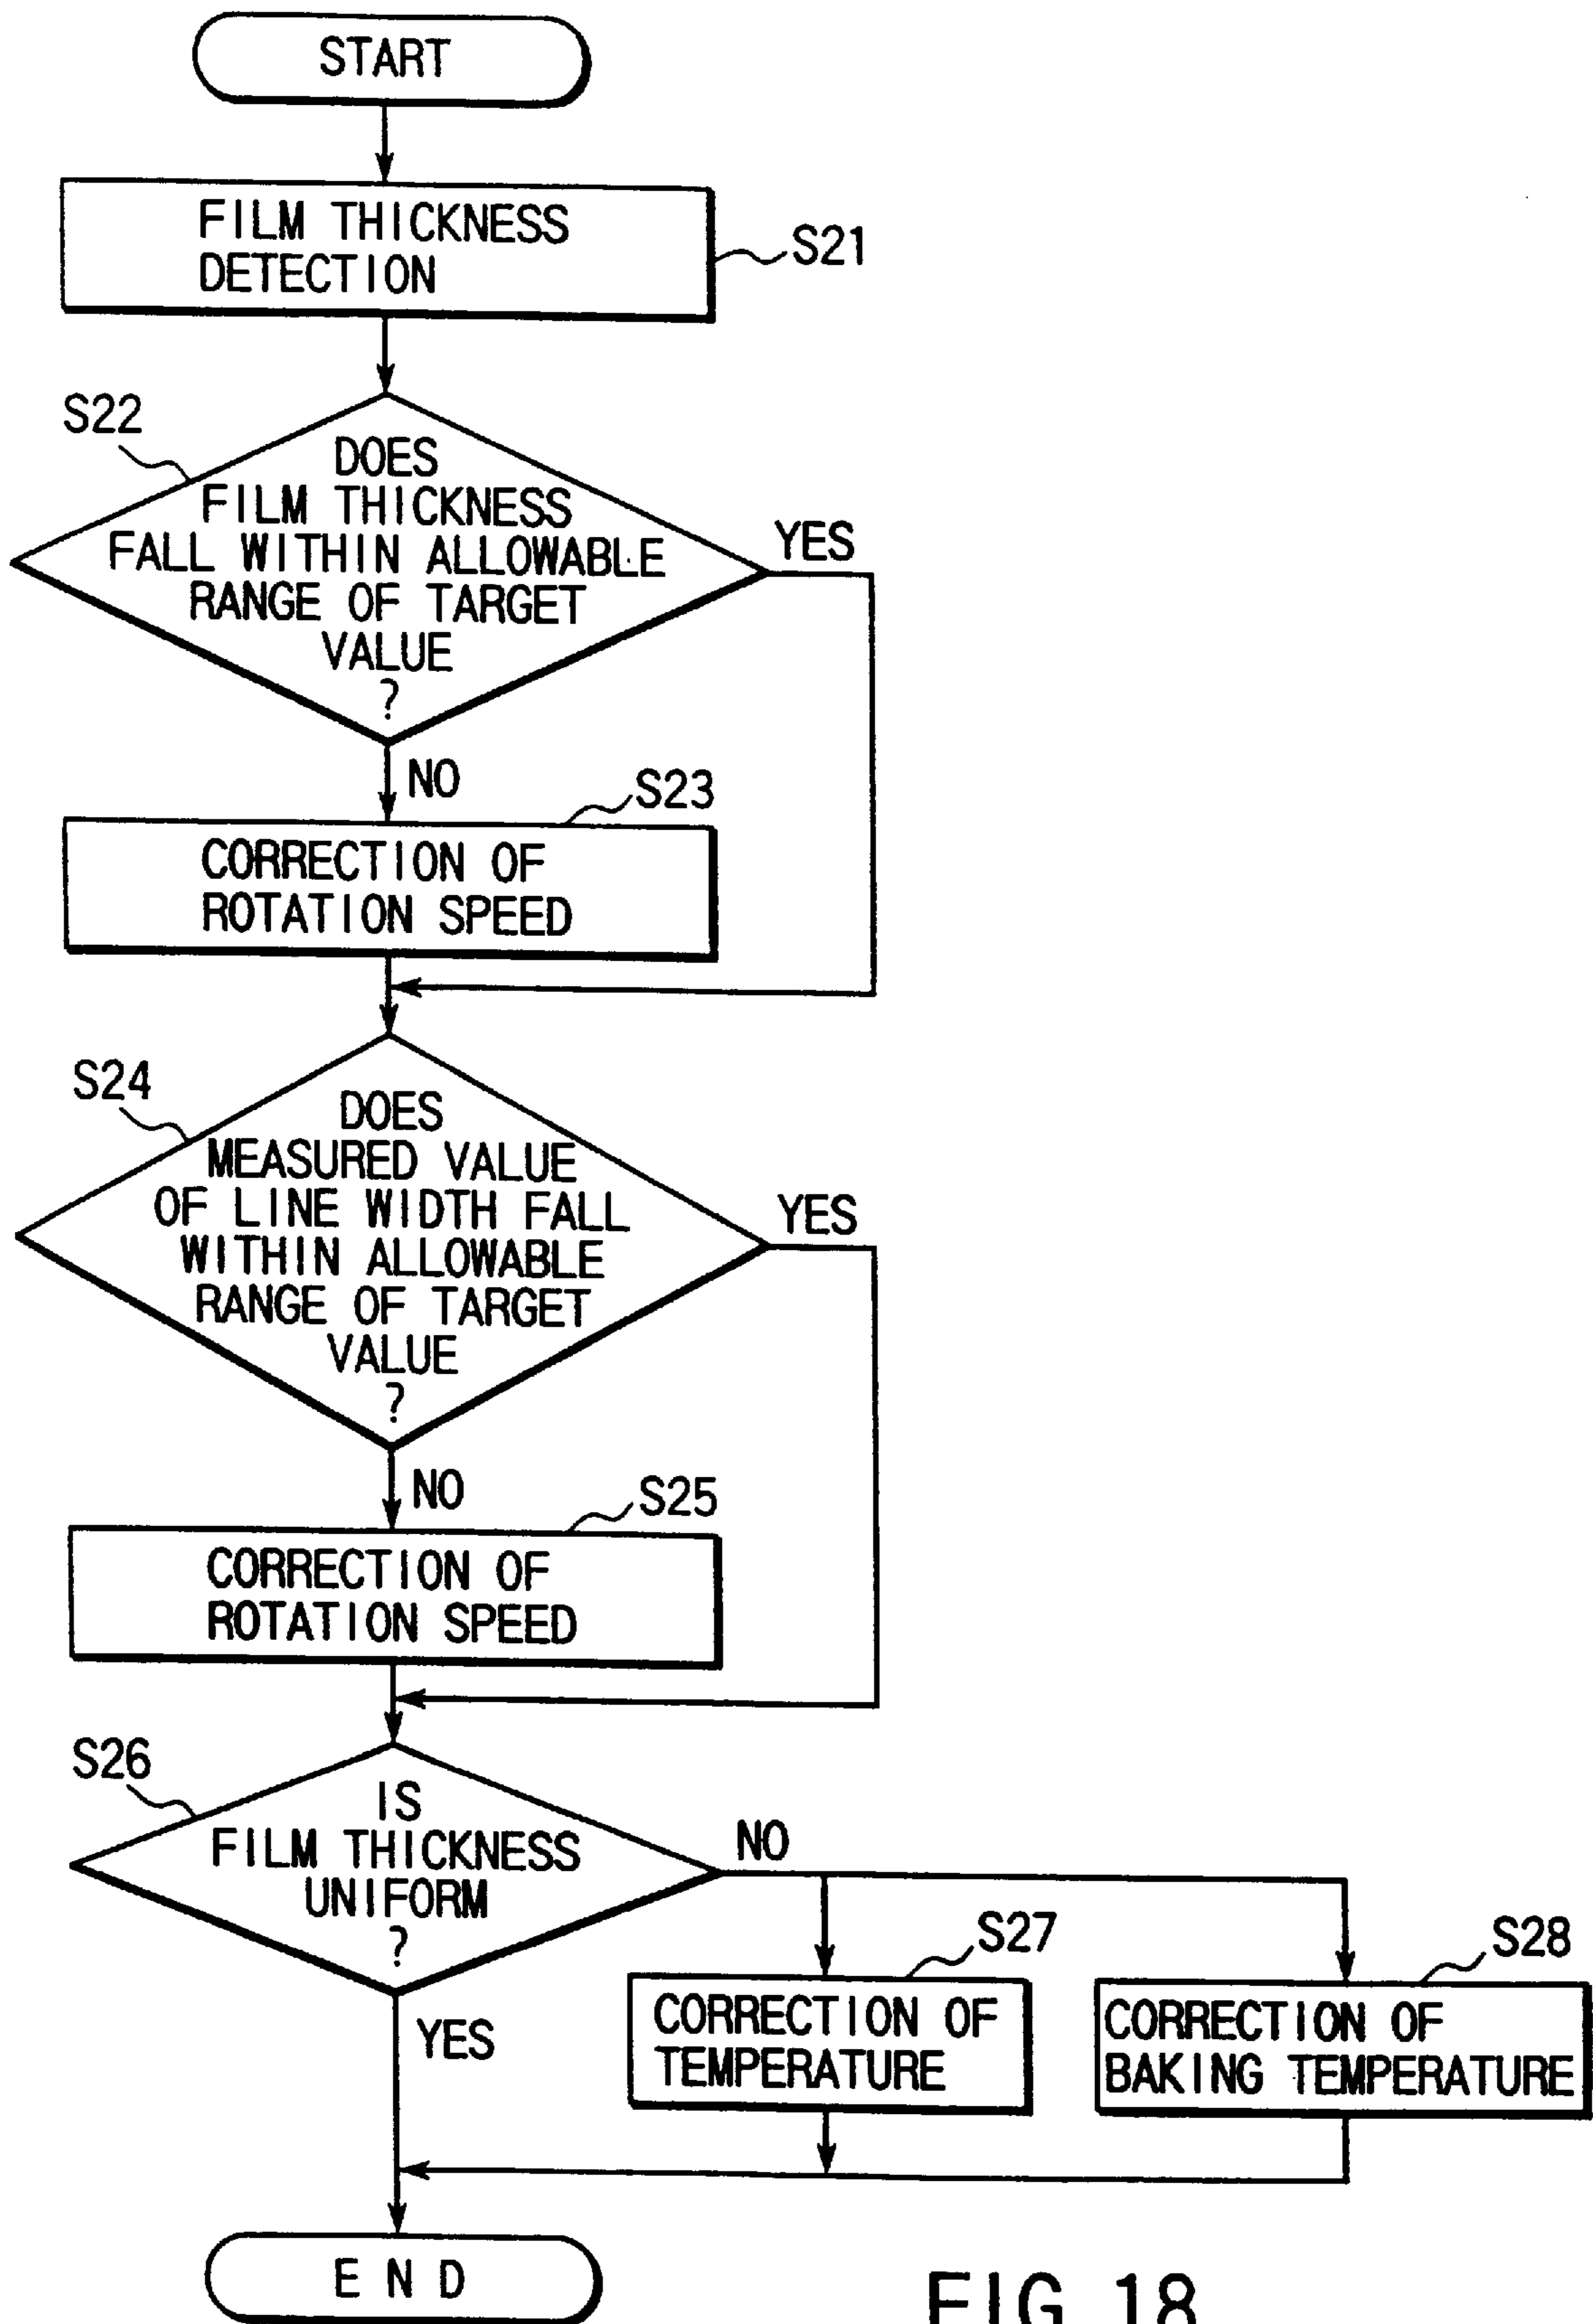 START
FILM THICKNESS
DETECTION
S21
S22
DOES
FILM THICKNESS
FALL WITHIN ALLOWABLE
RANGE OF TARGET
VALUE
?
YES
NO
S23
CORRECTION OF
ROTATION SPEED
S24
DOES
MEASURED VALUE
OF LINE WIDTH FALL
WITHIN ALLOWABLE
RANGE OF TARGET
VALUE
?
YES
NO
S25
CORRECTION OF
ROTATION SPEED
S26
IS
FILM THICKNESS
UNIFORM
?
NO
YES
S27
CORRECTION OF
TEMPERATURE
S28
CORRECTION OF
BAKING TEMPERATURE
END
FIG 18